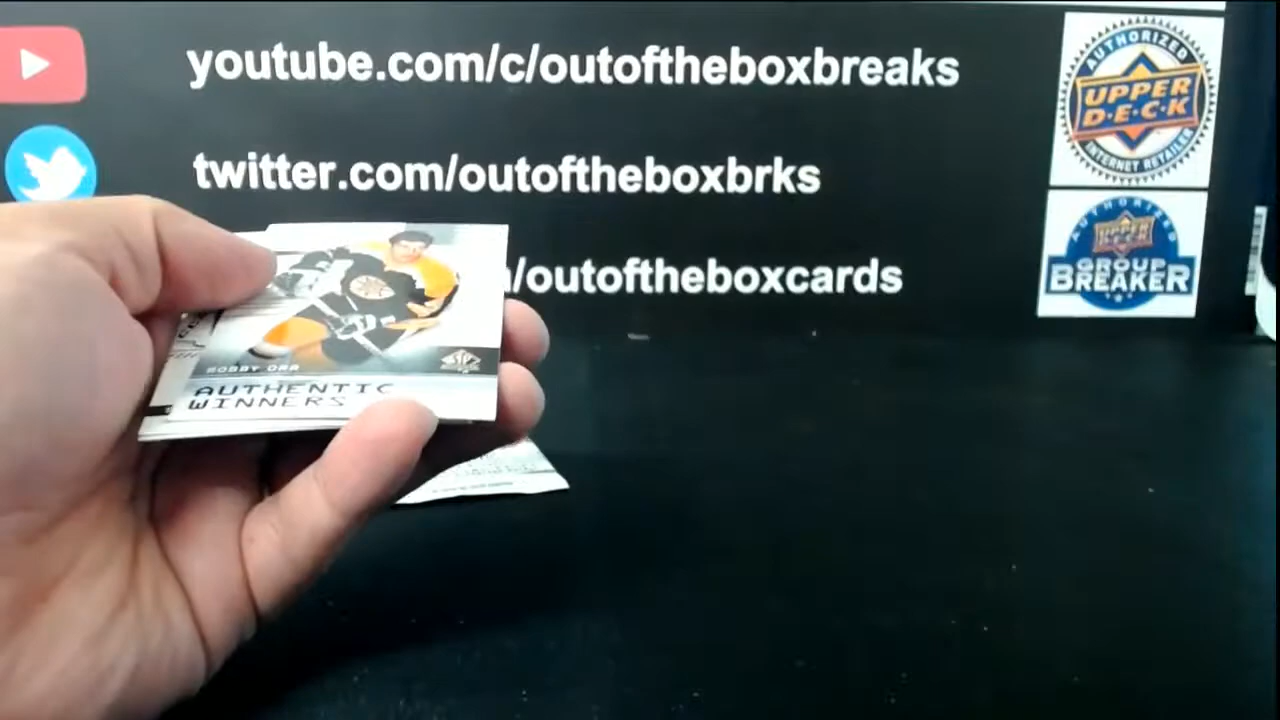 youtube.com/c/outoftheboxbreaks
twitter.com/outoftheboxbrks
/outoftheboxcards
AUTHORIZED
UPPER
D·E·C·K
INTERNET RETAILER
AUTHORIZED
UPPER
DECK
GROUP
BREAKER
BOBBY ORR
AUTHENTIC
WINNERS